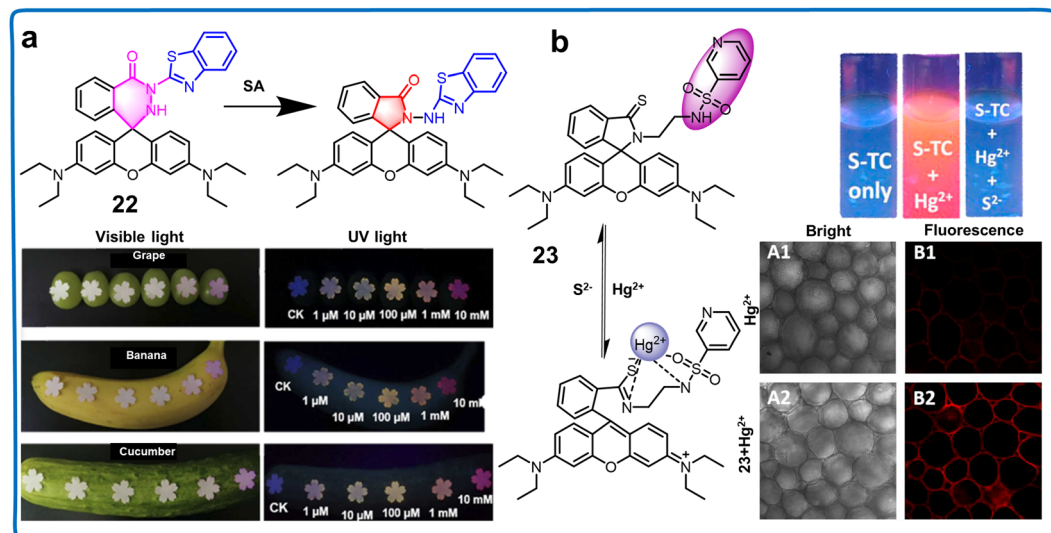 a
O
N
S
N
NH
SA
O
N
NH
S
N
N
O
N
N
O
N
22
Visible light
UV light
Grape
CK 1 μM 10 μM 100 μM 1 mM 10 mM
Banana
CK
1 μM
10 μM
100 μM
1 mM
10 mM
Cucumber
CK
1 μM
10 μM
100 μM
1 mM
10 mM
b
N
S
O
O
NH
S
N
N
O
N
23
S2- Hg2+
Hg2+
N
S
O
O
S
N
N
N
O
N+
S-TC
only
S-TC
+
Hg2+
S-TC
+
Hg2+
+
S2-
Bright
Fluorescence
A1
B1
Hg2+
A2
B2
23+Hg2+